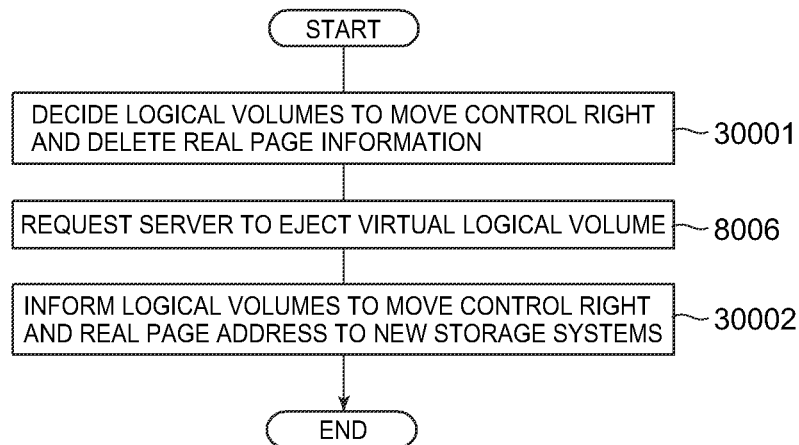 START
DECIDE LOGICAL VOLUMES TO MOVE CONTROL RIGHT
AND DELETE REAL PAGE INFORMATION
30001
REQUEST SERVER TO EJECT VIRTUAL LOGICAL VOLUME
8006
INFORM LOGICAL VOLUMES TO MOVE CONTROL RIGHT
AND REAL PAGE ADDRESS TO NEW STORAGE SYSTEMS
30002
END